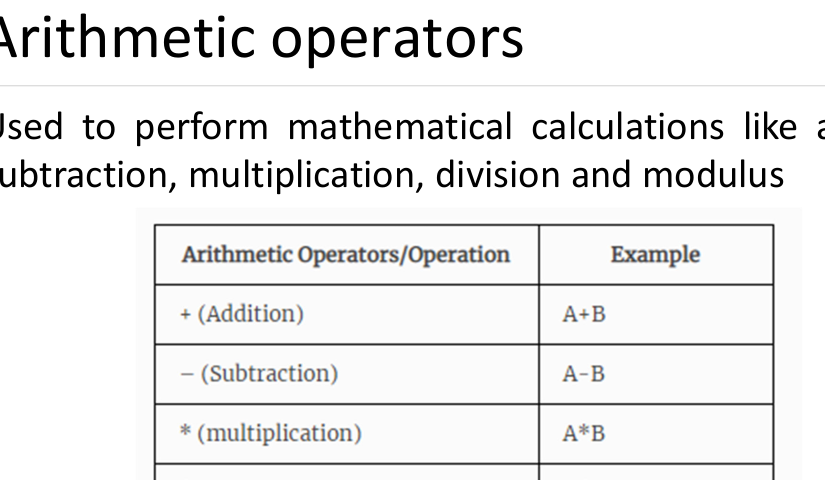 Arithmetic operators
Used to perform mathematical calculations like
subtraction, multiplication, division and modulus
Arithmetic Operators/Operation Example
+ (Addition) A+B
– (Subtraction) A-B
* (multiplication) A*B